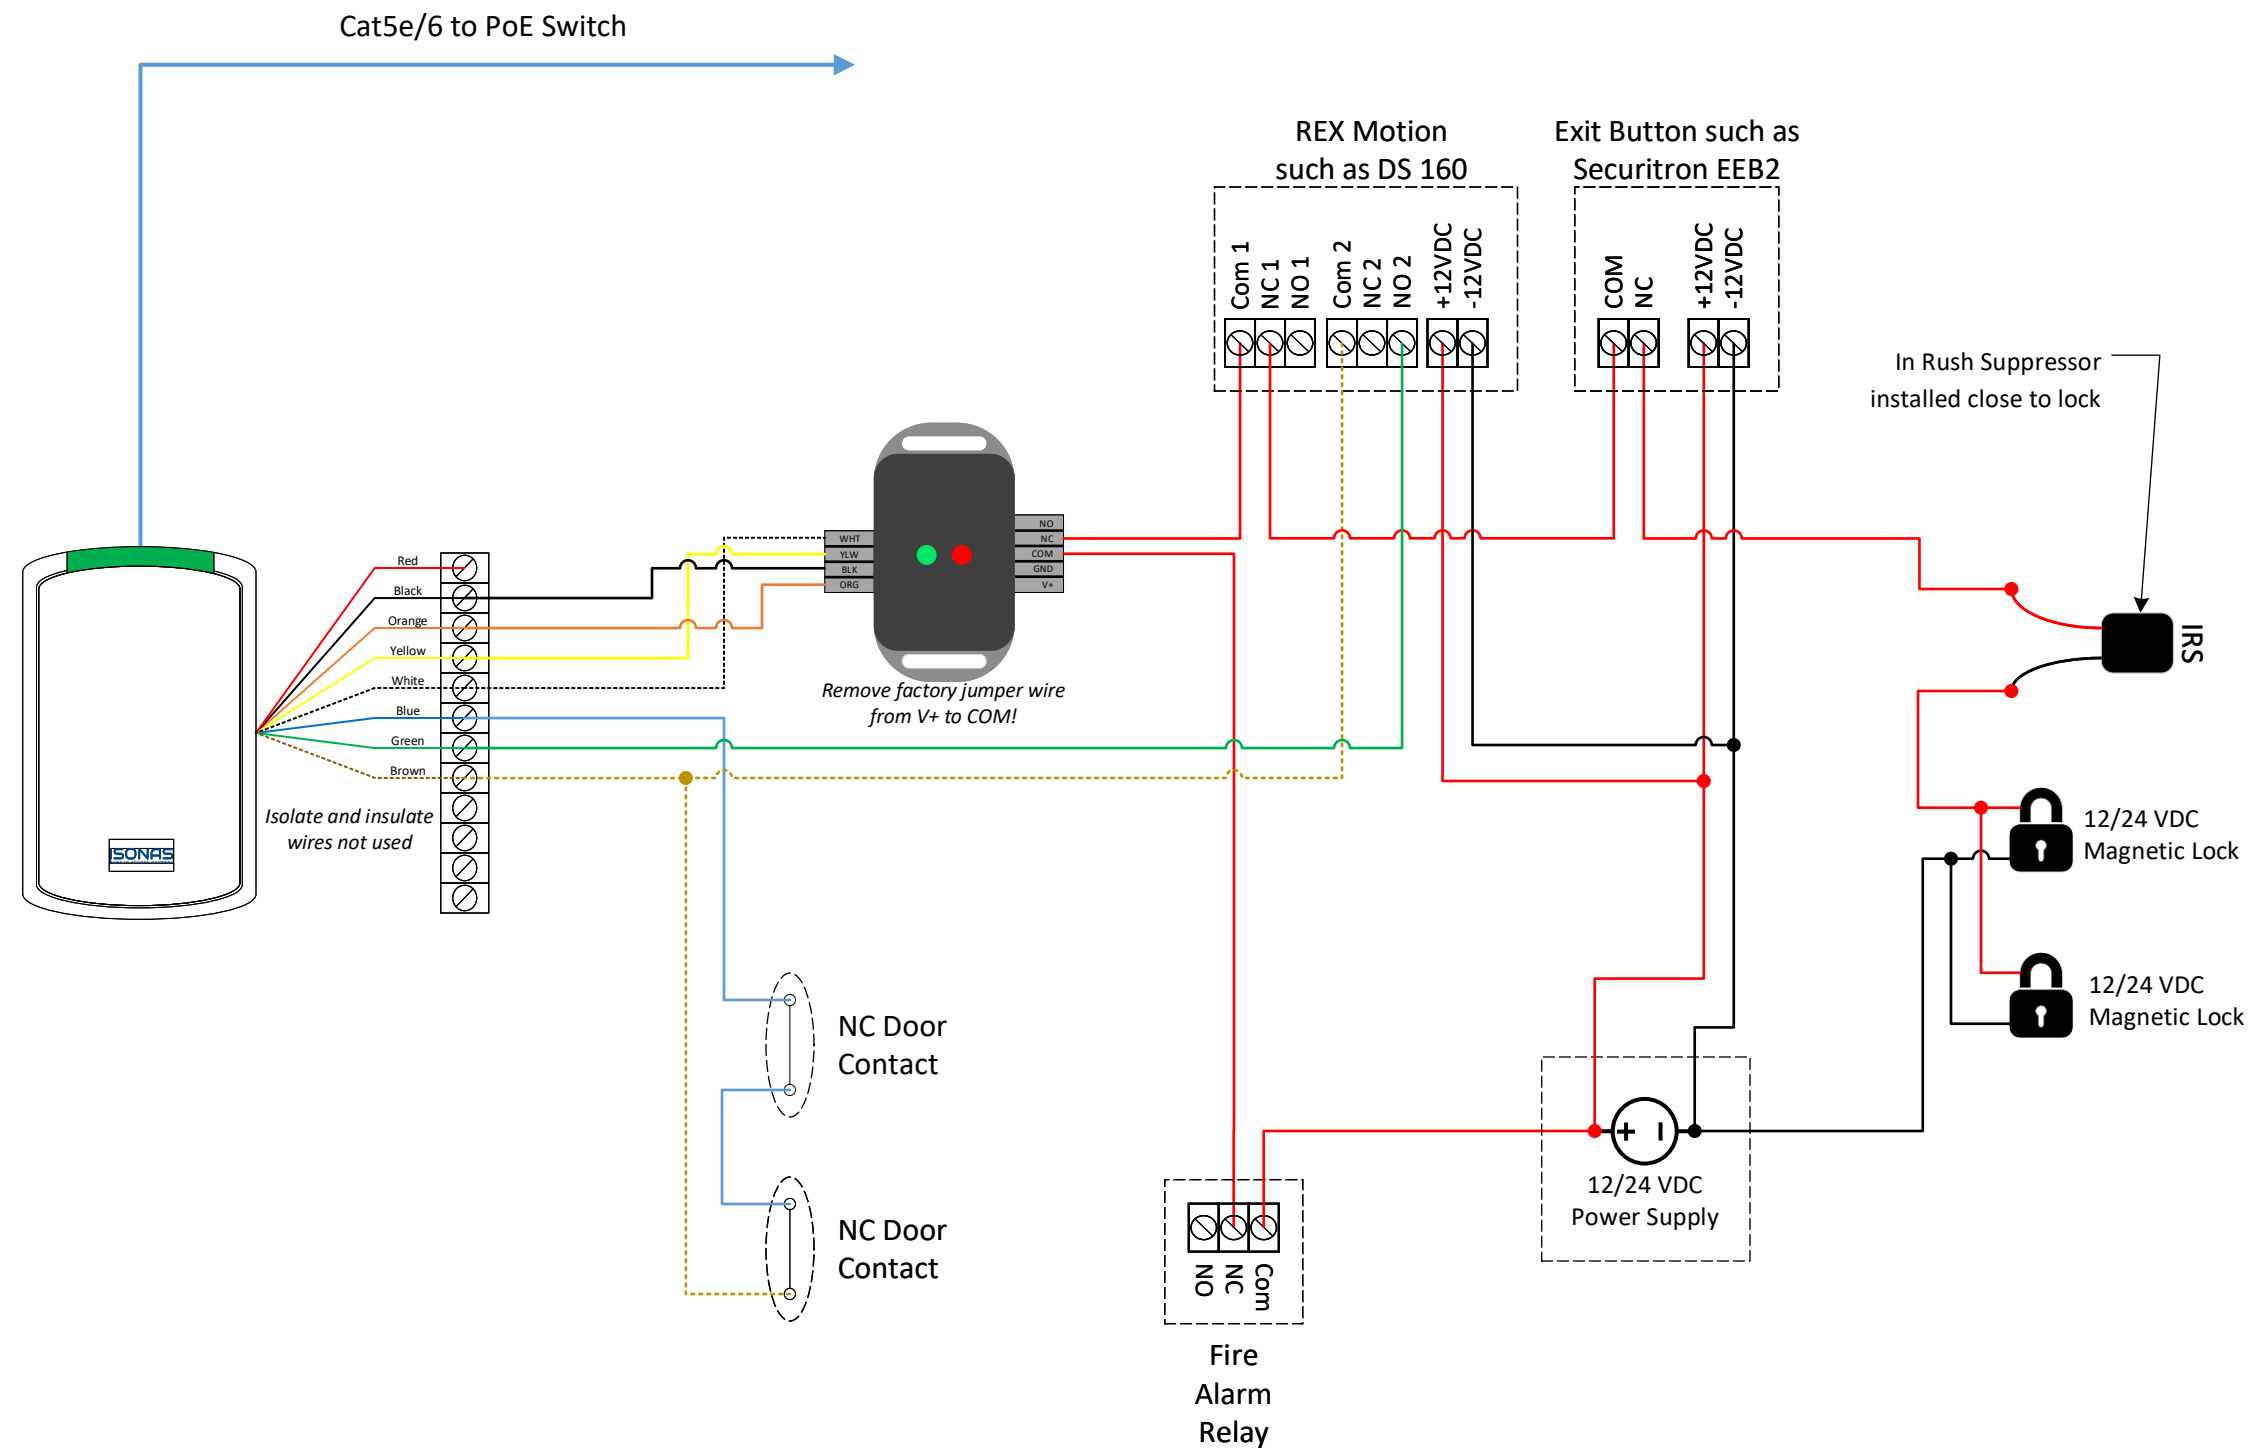 Cat5e/6 to PoE Switch
REX Motion
such as DS 160
Exit Button such as
Securitron EEB2
Com 1
NC 1
NO 1
Com 2
NC 2
NO 2
+12VDC
-12VDC
COM
NC
+12VDC
-12VDC
In Rush Suppressor
installed close to lock
IRS
Red
Black
Orange
Yellow
White
Blue
Green
Brown
Isolate and insulate
wires not used
ISONAS
WHT
YLW
BLK
ORG
NO
NC
COM
GND
V+
Remove factory jumper wire
from V+ to COM!
12/24 VDC
Magnetic Lock
12/24 VDC
Magnetic Lock
NC Door
Contact
NC Door
Contact
+ −
12/24 VDC
Power Supply
NO
NC
Com
Fire
Alarm
Relay